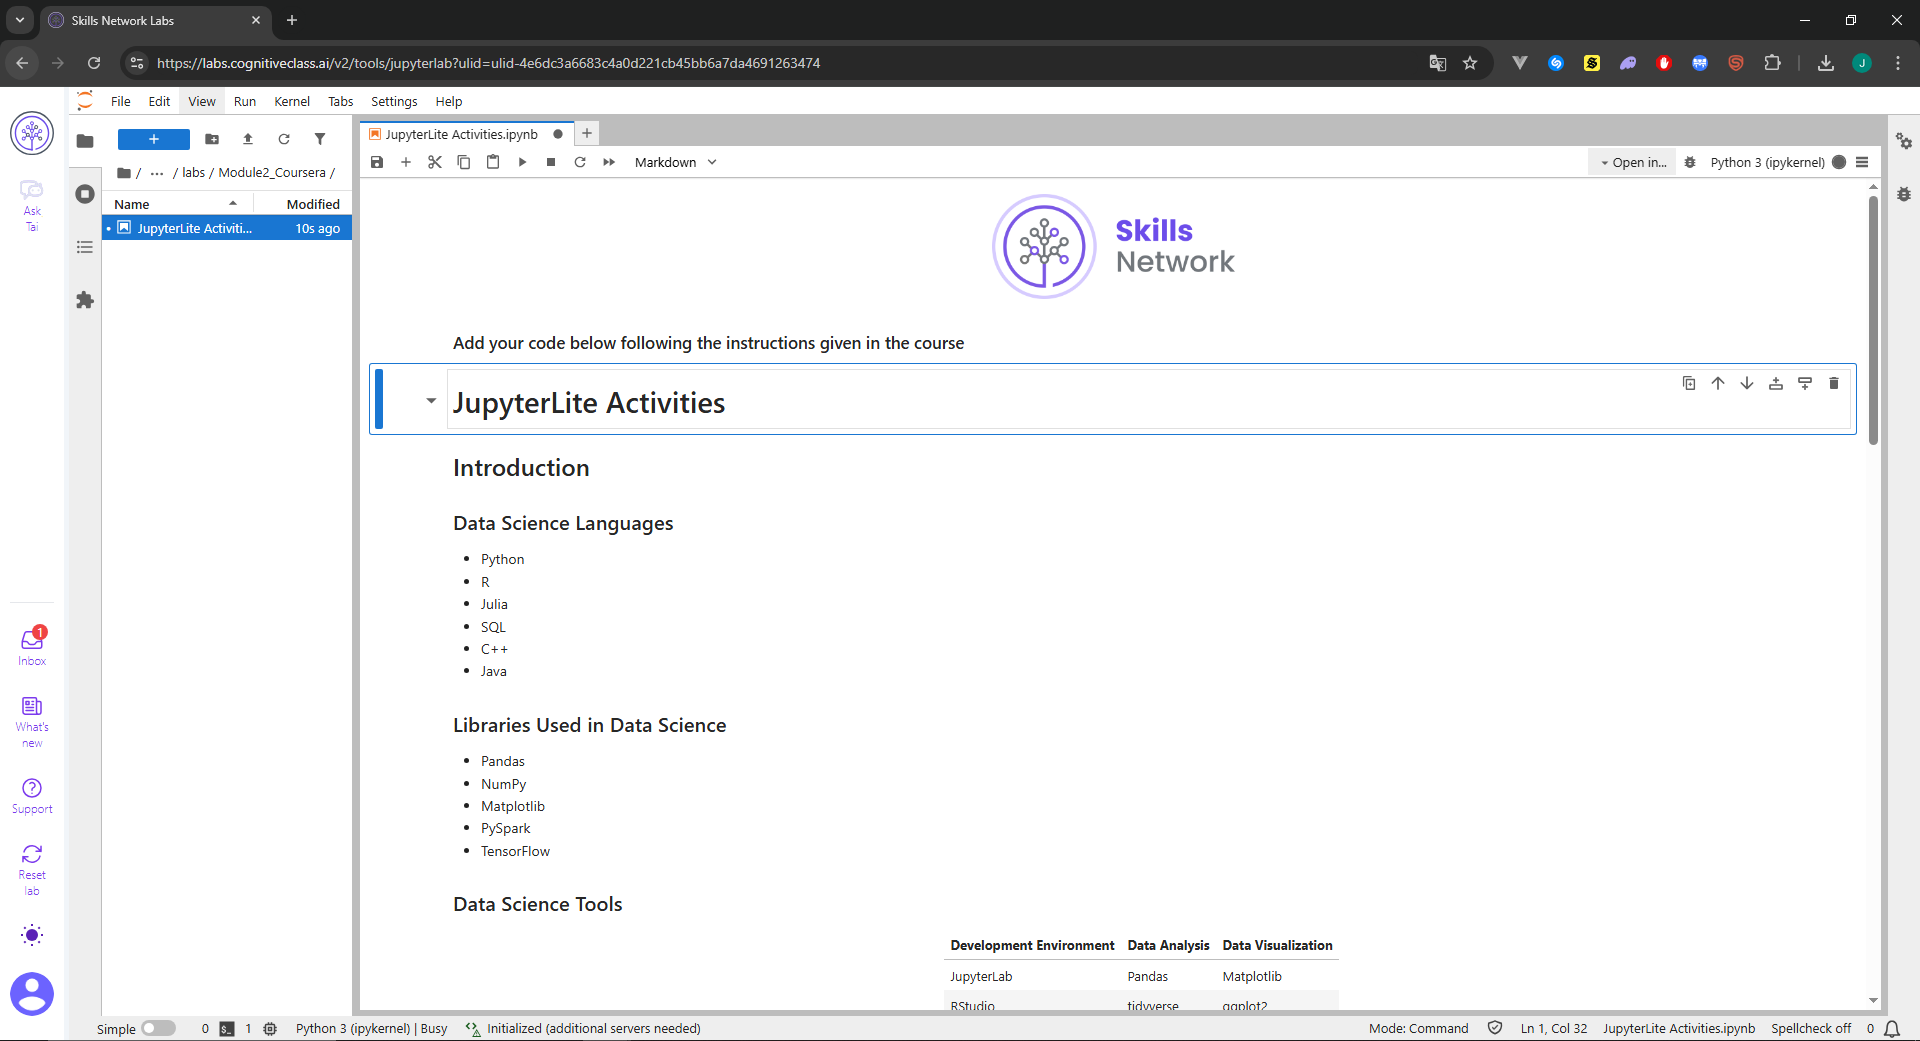 Skills Network Labs
https://labs.cognitiveclass.ai/v2/tools/jupyterlab?ulid=ulid-4e6dc3a6683c4a0d221cb45bb6a7da4691263474
J
File Edit View Run Kernel Tabs Settings Help
Ask
Tai
/ ··· / labs / Module2_Coursera /
Name Modified
JupyterLite Activiti... 10s ago
JupyterLite Activities.ipynb
Markdown
Open in...
Python 3 (ipykernel)
Skills
Network
Add your code below following the instructions given in the course
JupyterLite Activities
Introduction
Data Science Languages
• Python
• R
• Julia
• SQL
• C++
• Java
Libraries Used in Data Science
• Pandas
• NumPy
• Matplotlib
• PySpark
• TensorFlow
Data Science Tools
Development Environment Data Analysis Data Visualization
JupyterLab Pandas Matplotlib
RStudio tidyverse ggplot2
1
Inbox
What's
new
Support
Reset
lab
Simple 0 1 Python 3 (ipykernel) | Busy Initialized (additional servers needed)
Mode: Command Ln 1, Col 32 JupyterLite Activities.ipynb Spellcheck off 0